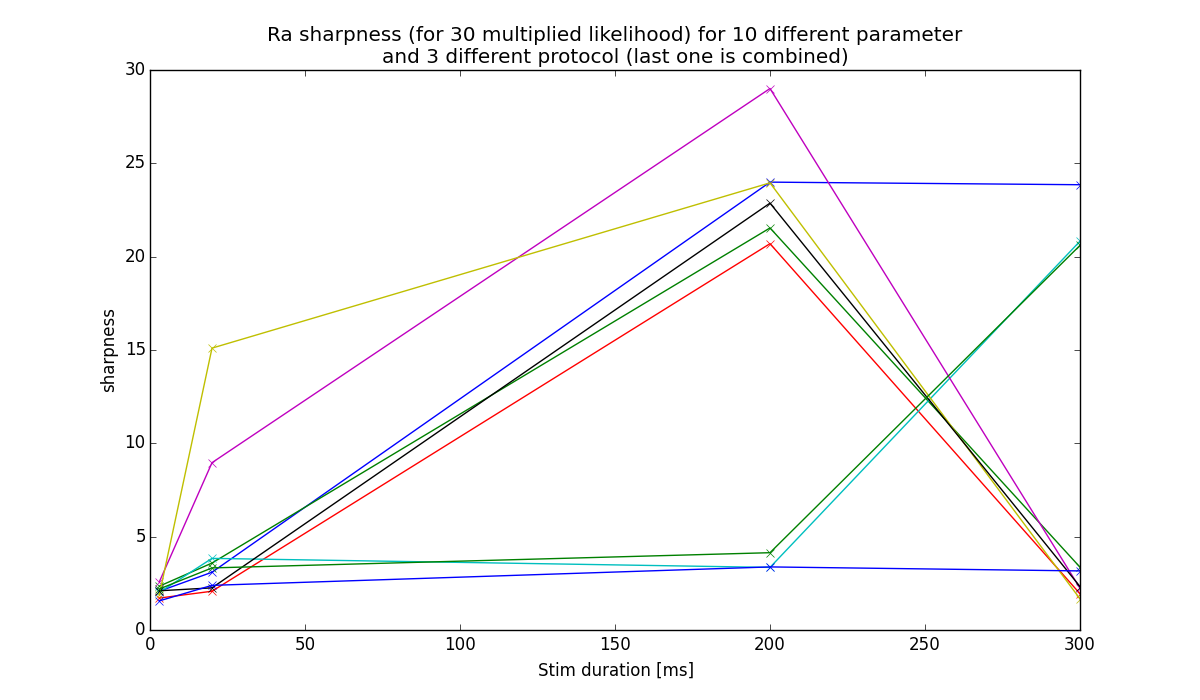 Ra sharpness (for 30 multiplied likelihood) for 10 different parameter
and 3 different protocol (last one is combined)
30
25
20
15
10
5
0
sharpness
0 50 100 150 200 250 300
Stim duration [ms]